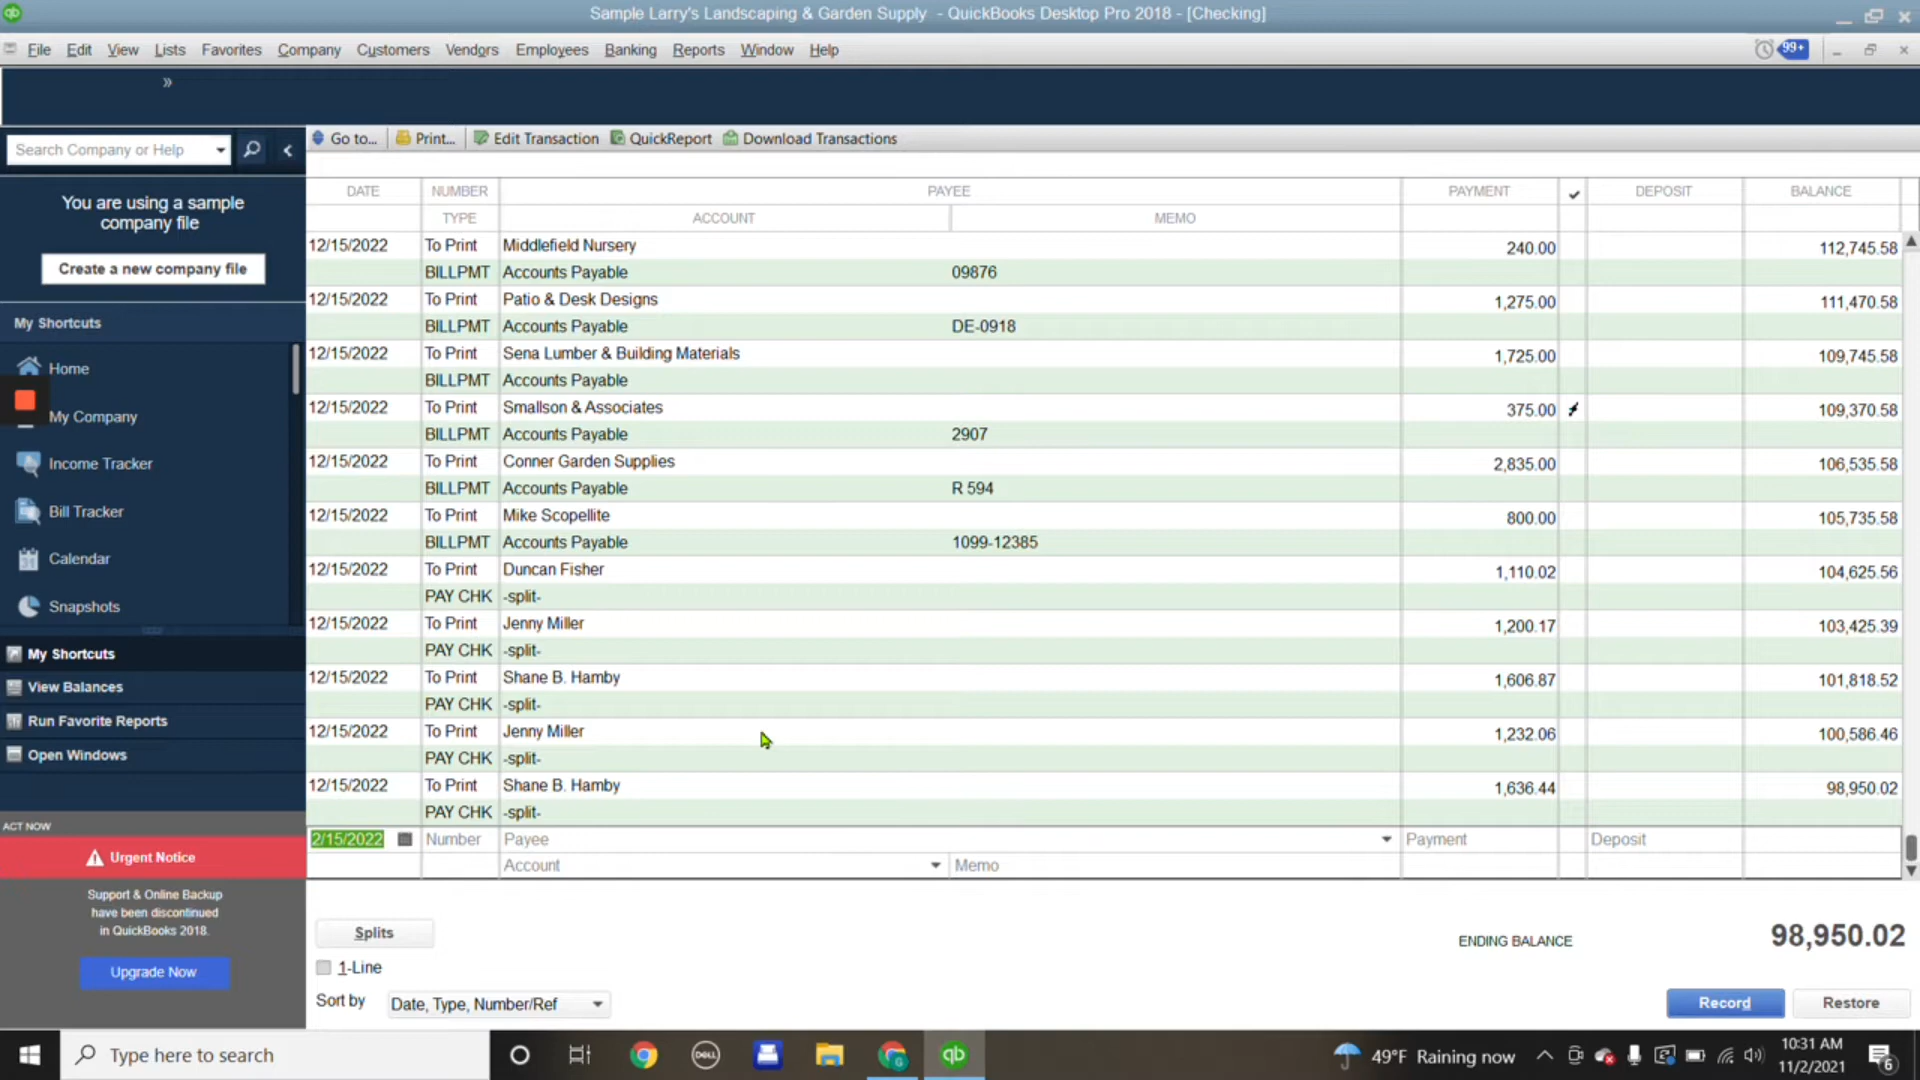 Sample Larry's Landscaping & Garden Supply - QuickBooks Desktop Pro 2018 - [Checking]
File Edit View Lists Favorites Company Customers Vendors Employees Banking Reports Window Help
99+
»
Search Company or Help
Go to... Print... Edit Transaction QuickReport Download Transactions
You are using a sample
company file
Create a new company file
My Shortcuts
Home
My Company
Income Tracker
Bill Tracker
Calendar
Snapshots
My Shortcuts
View Balances
Run Favorite Reports
Open Windows
ACT NOW
Urgent Notice
Support & Online Backup
have been discontinued
in QuickBooks 2018.
Upgrade Now
DATE NUMBER PAYEE PAYMENT ✓ DEPOSIT BALANCE
TYPE ACCOUNT MEMO
12/15/2022 To Print Middlefield Nursery 240.00 112,745.58
BILLPMT Accounts Payable 09876
12/15/2022 To Print Patio & Desk Designs 1,275.00 111,470.58
BILLPMT Accounts Payable DE-0918
12/15/2022 To Print Sena Lumber & Building Materials 1,725.00 109,745.58
BILLPMT Accounts Payable
12/15/2022 To Print Smallson & Associates 375.00 109,370.58
BILLPMT Accounts Payable 2907
12/15/2022 To Print Conner Garden Supplies 2,835.00 106,535.58
BILLPMT Accounts Payable R 594
12/15/2022 To Print Mike Scopellite 800.00 105,735.58
BILLPMT Accounts Payable 1099-12385
12/15/2022 To Print Duncan Fisher 1,110.02 104,625.56
PAY CHK -split-
12/15/2022 To Print Jenny Miller 1,200.17 103,425.39
PAY CHK -split-
12/15/2022 To Print Shane B. Hamby 1,606.87 101,818.52
PAY CHK -split-
12/15/2022 To Print Jenny Miller 1,232.06 100,586.46
PAY CHK -split-
12/15/2022 To Print Shane B. Hamby 1,636.44 98,950.02
PAY CHK -split-
2/15/2022 Number Payee Payment Deposit
Account Memo
Splits
ENDING BALANCE 98,950.02
1-Line
Sort by Date, Type, Number/Ref
Record Restore
Type here to search
DELL
qb
49°F Raining now
10:31 AM
11/2/2021
6